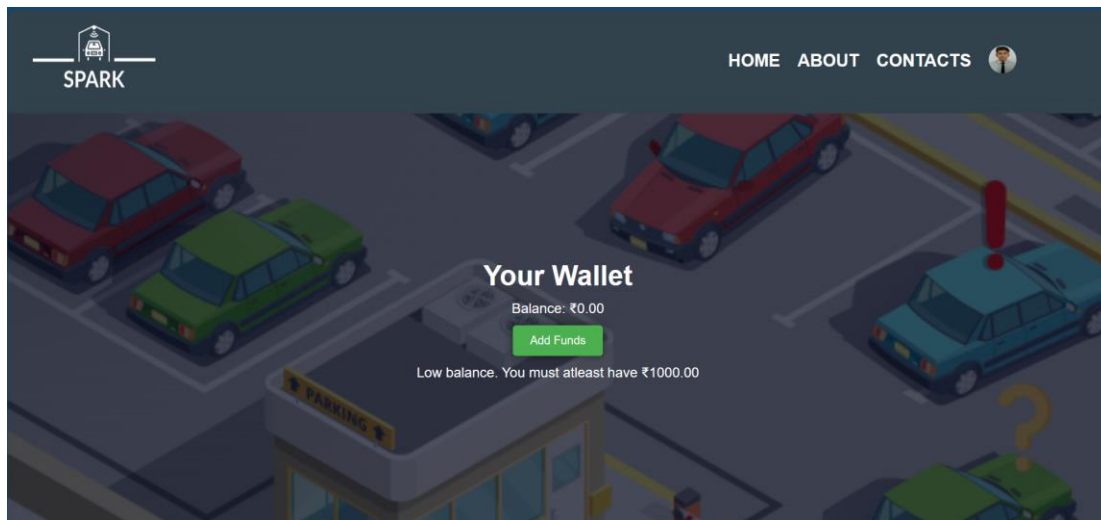 SPARK
HOME ABOUT CONTACTS
Your Wallet
Balance: ₹0.00
Add Funds
Low balance. You must atleast have ₹1000.00
PARKING